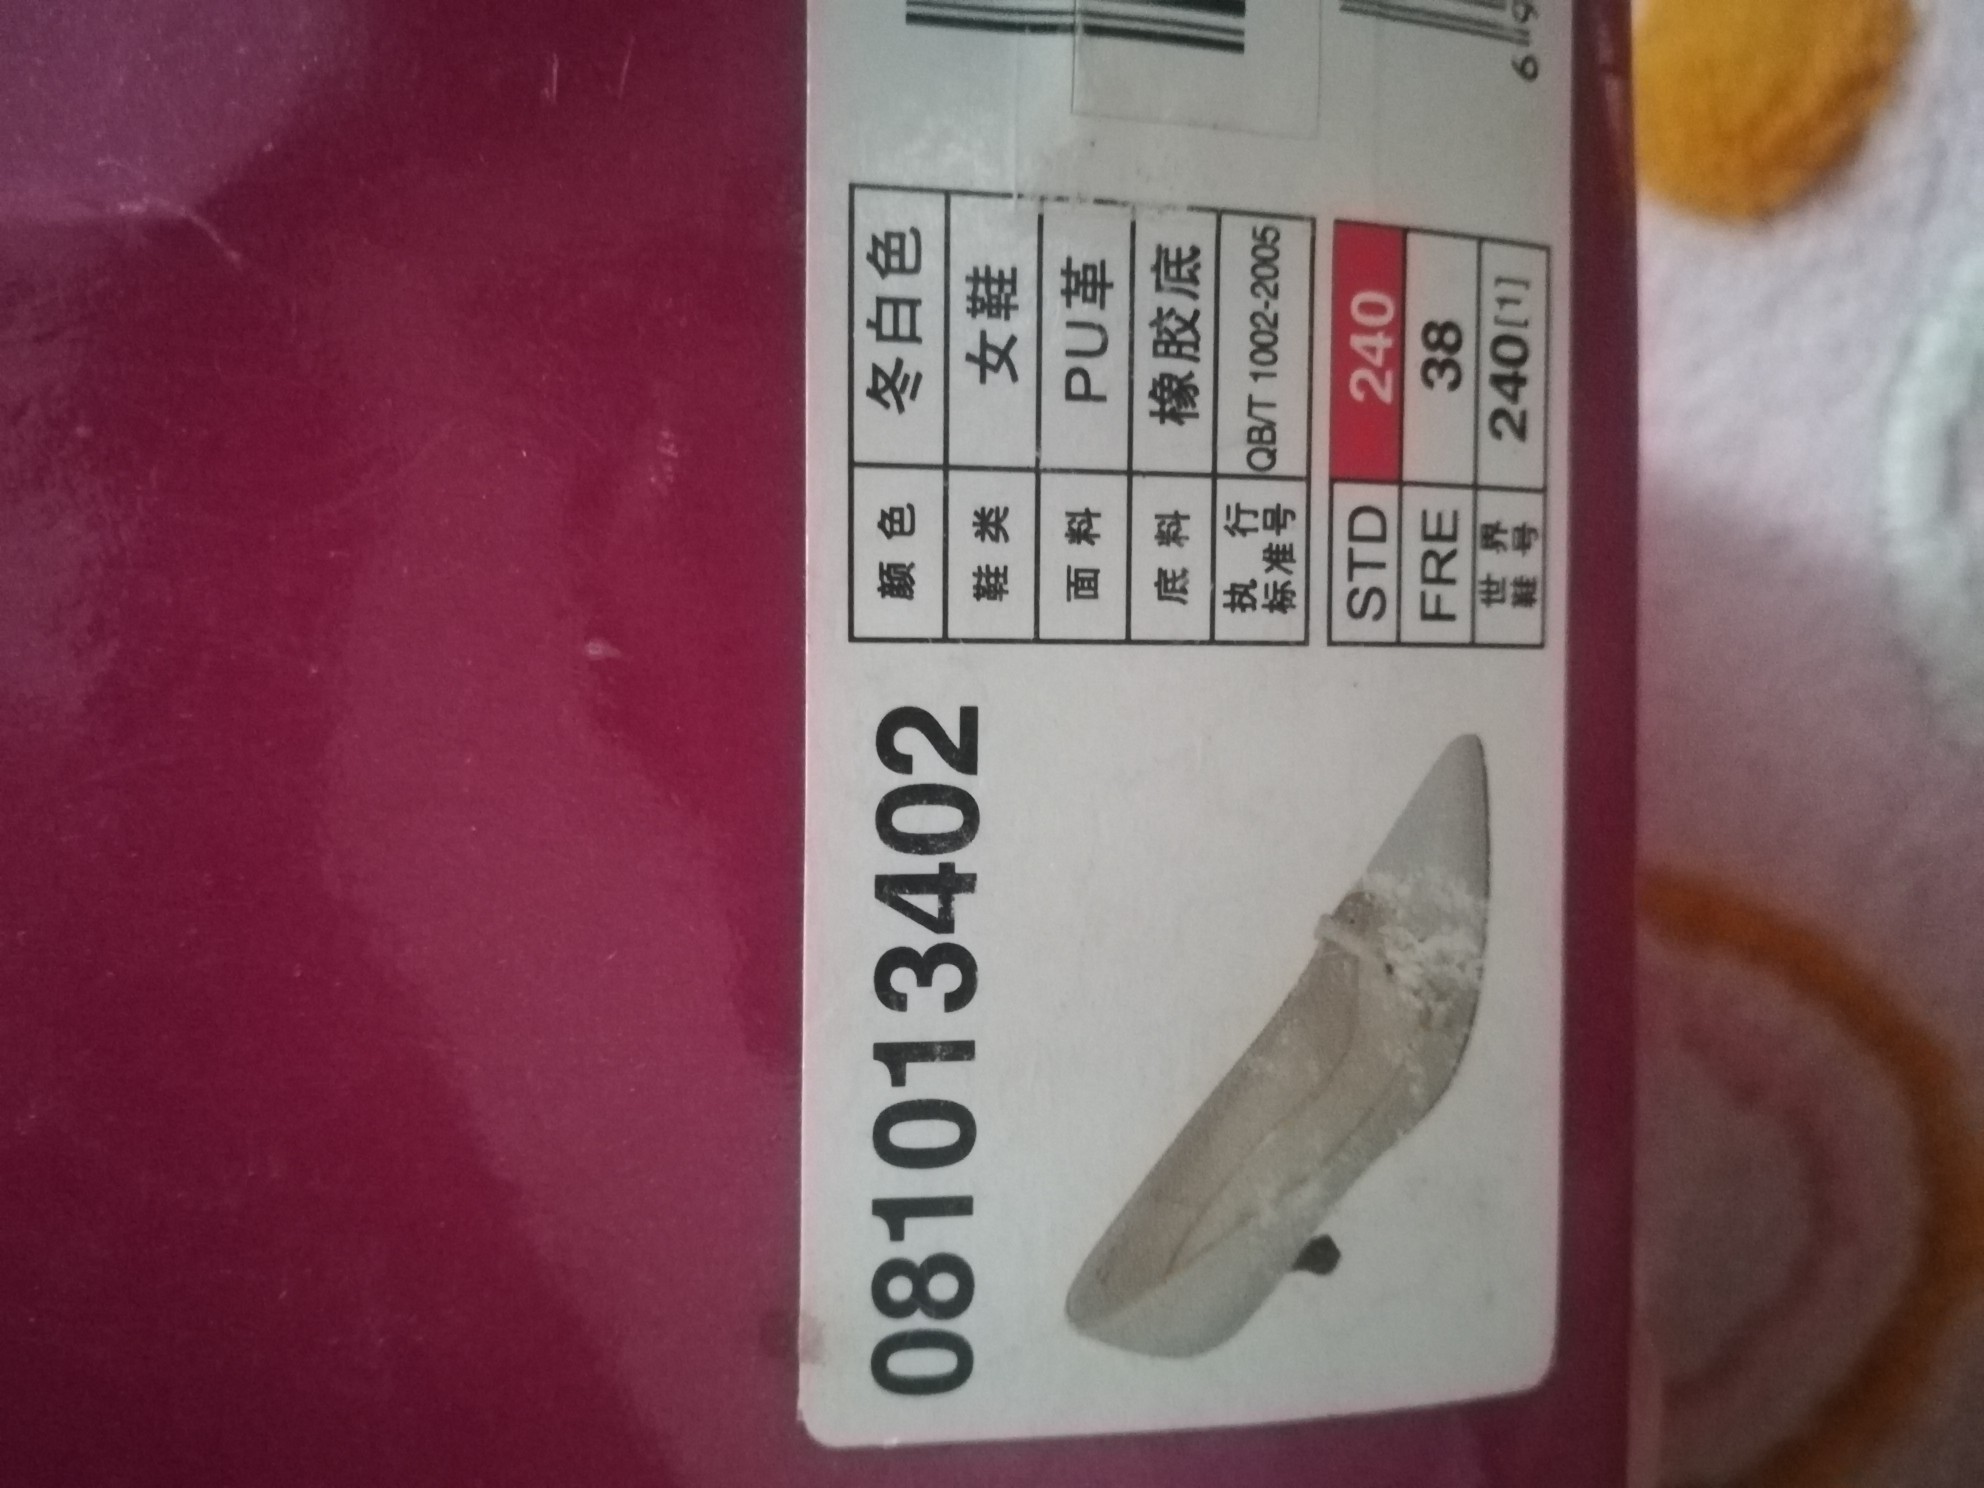 081013402
颜色 冬白色
鞋类 女鞋
面料 PU革
底料 橡胶底
执行
标准号 QB/T 1002-2005
STD 240
FRE 38
世界
鞋号 240[1]